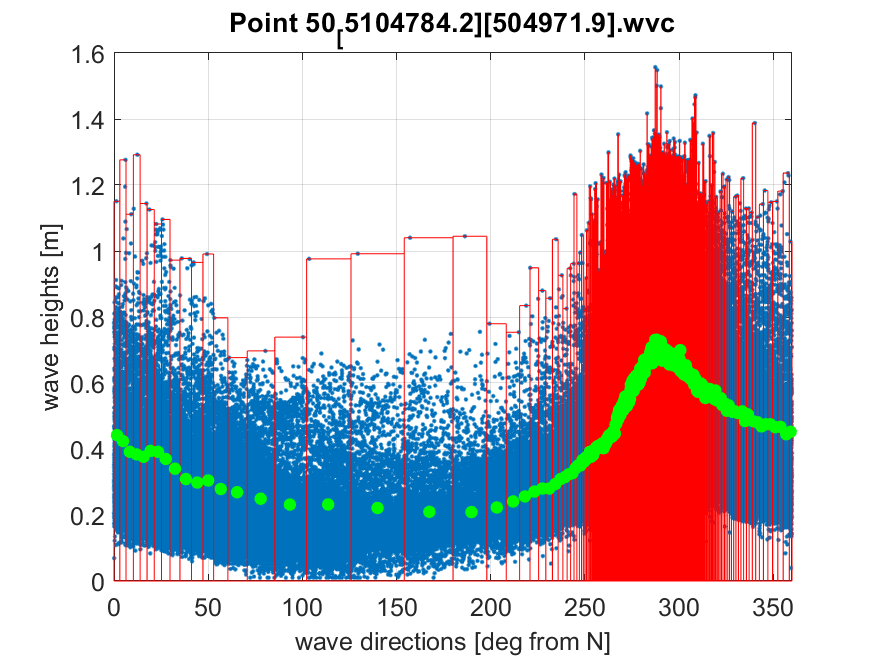 Point 50[5104784.2][504971.9].wvc
1.6
1.4
1.2
1
0.8
0.6
0.4
0.2
0
wave heights [m]
0 50 100 150 200 250 300 350
wave directions [deg from N]